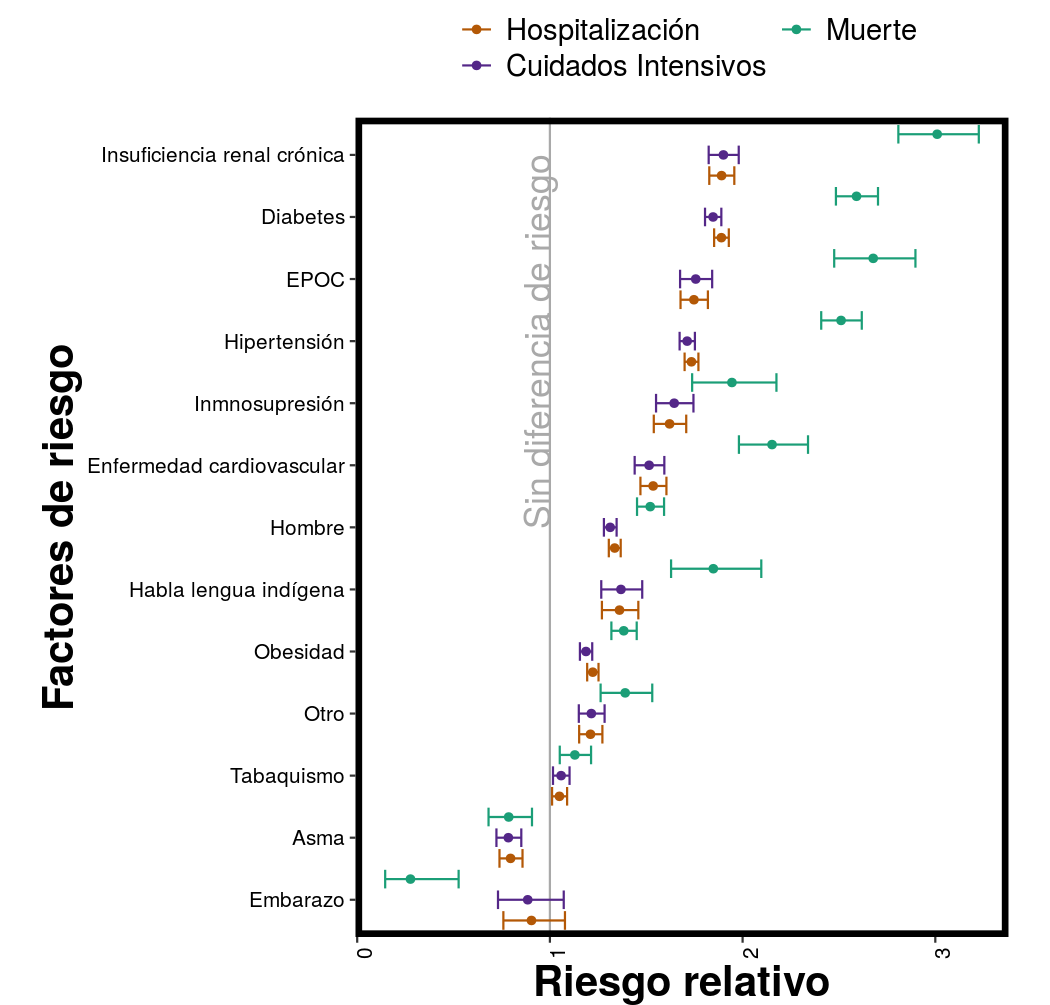 Hospitalización
Muerte
Cuidados Intensivos
Factores de riesgo
Insuficiencia renal crónica
Diabetes
EPOC
Hipertensión
Inmnosupresión
Enfermedad cardiovascular
Hombre
Habla lengua indígena
Obesidad
Otro
Tabaquismo
Asma
Embarazo
Sin diferencia de riesgo
0
1
2
3
Riesgo relativo